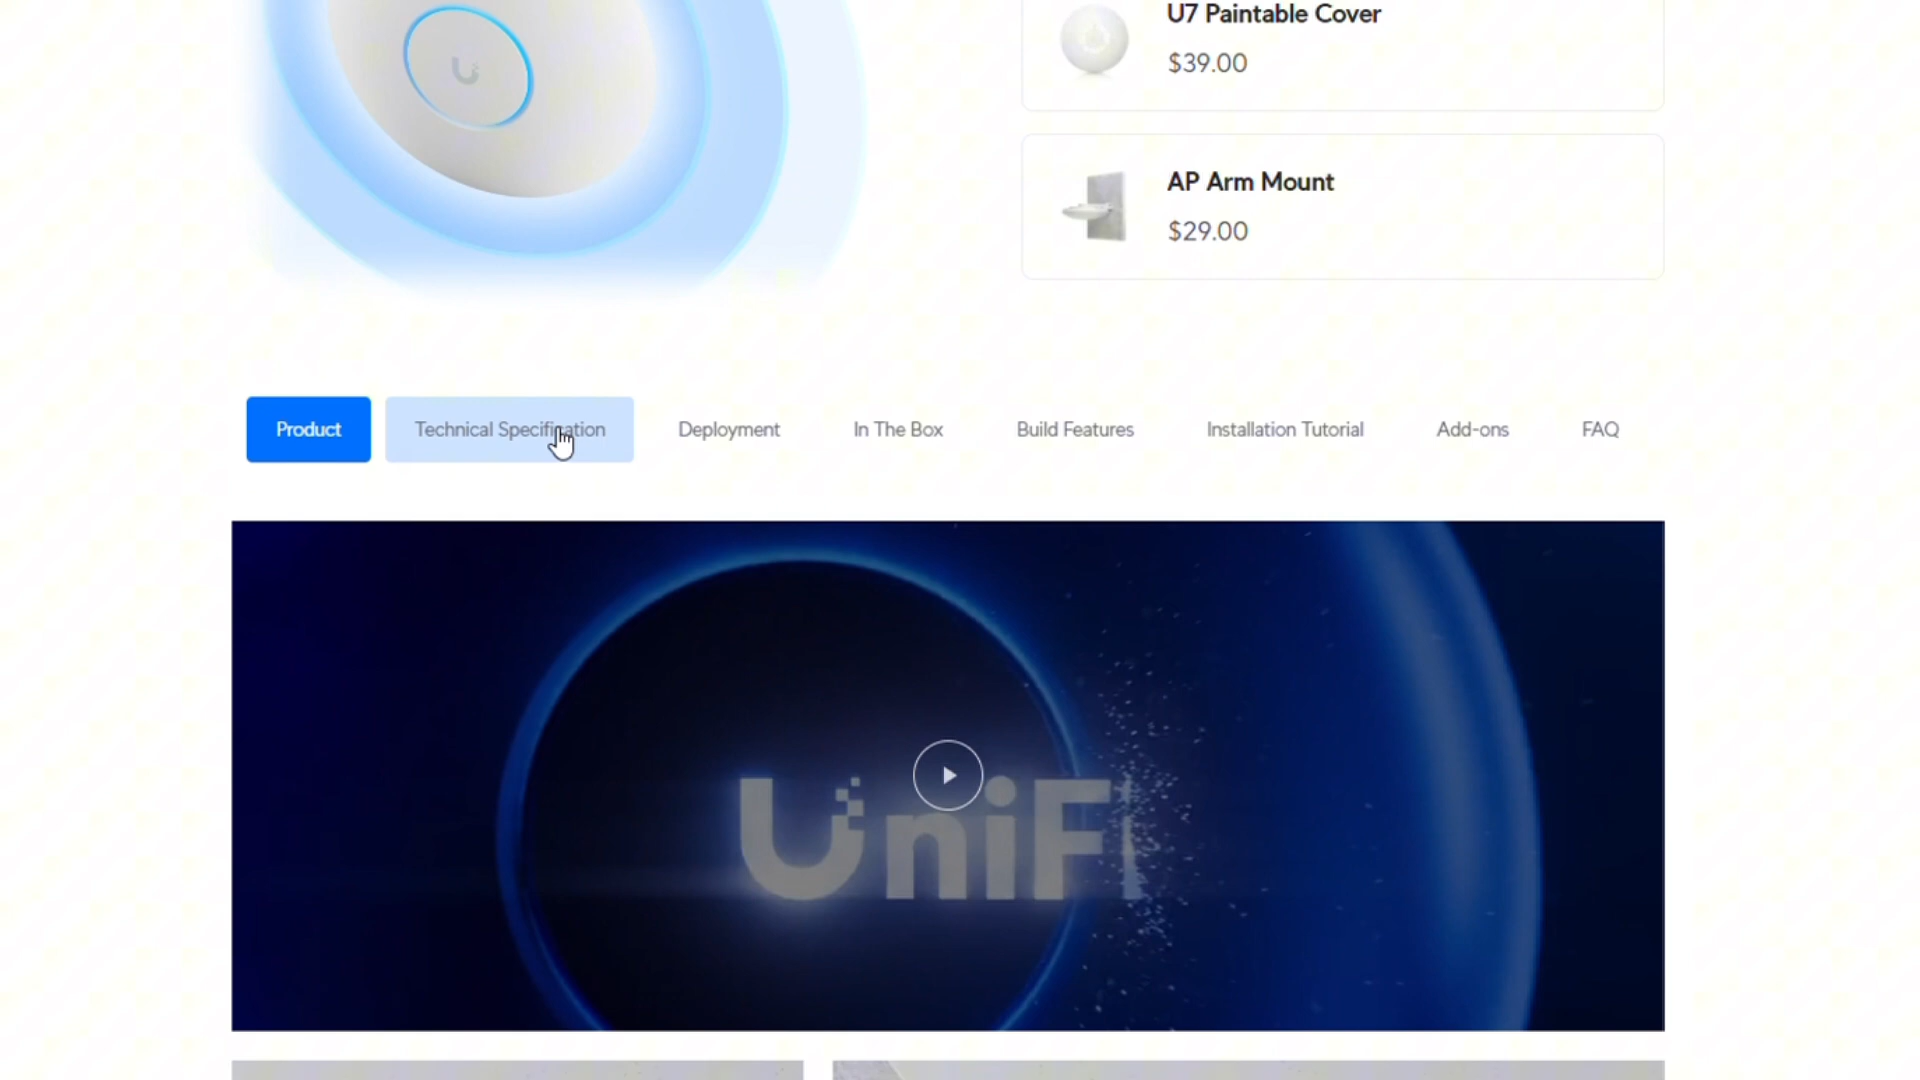 U7 Paintable Cover
$39.00
AP Arm Mount
$29.00
Product
Technical Specification
Deployment
In The Box
Build Features
Installation Tutorial
Add-ons
FAQ
UniFi